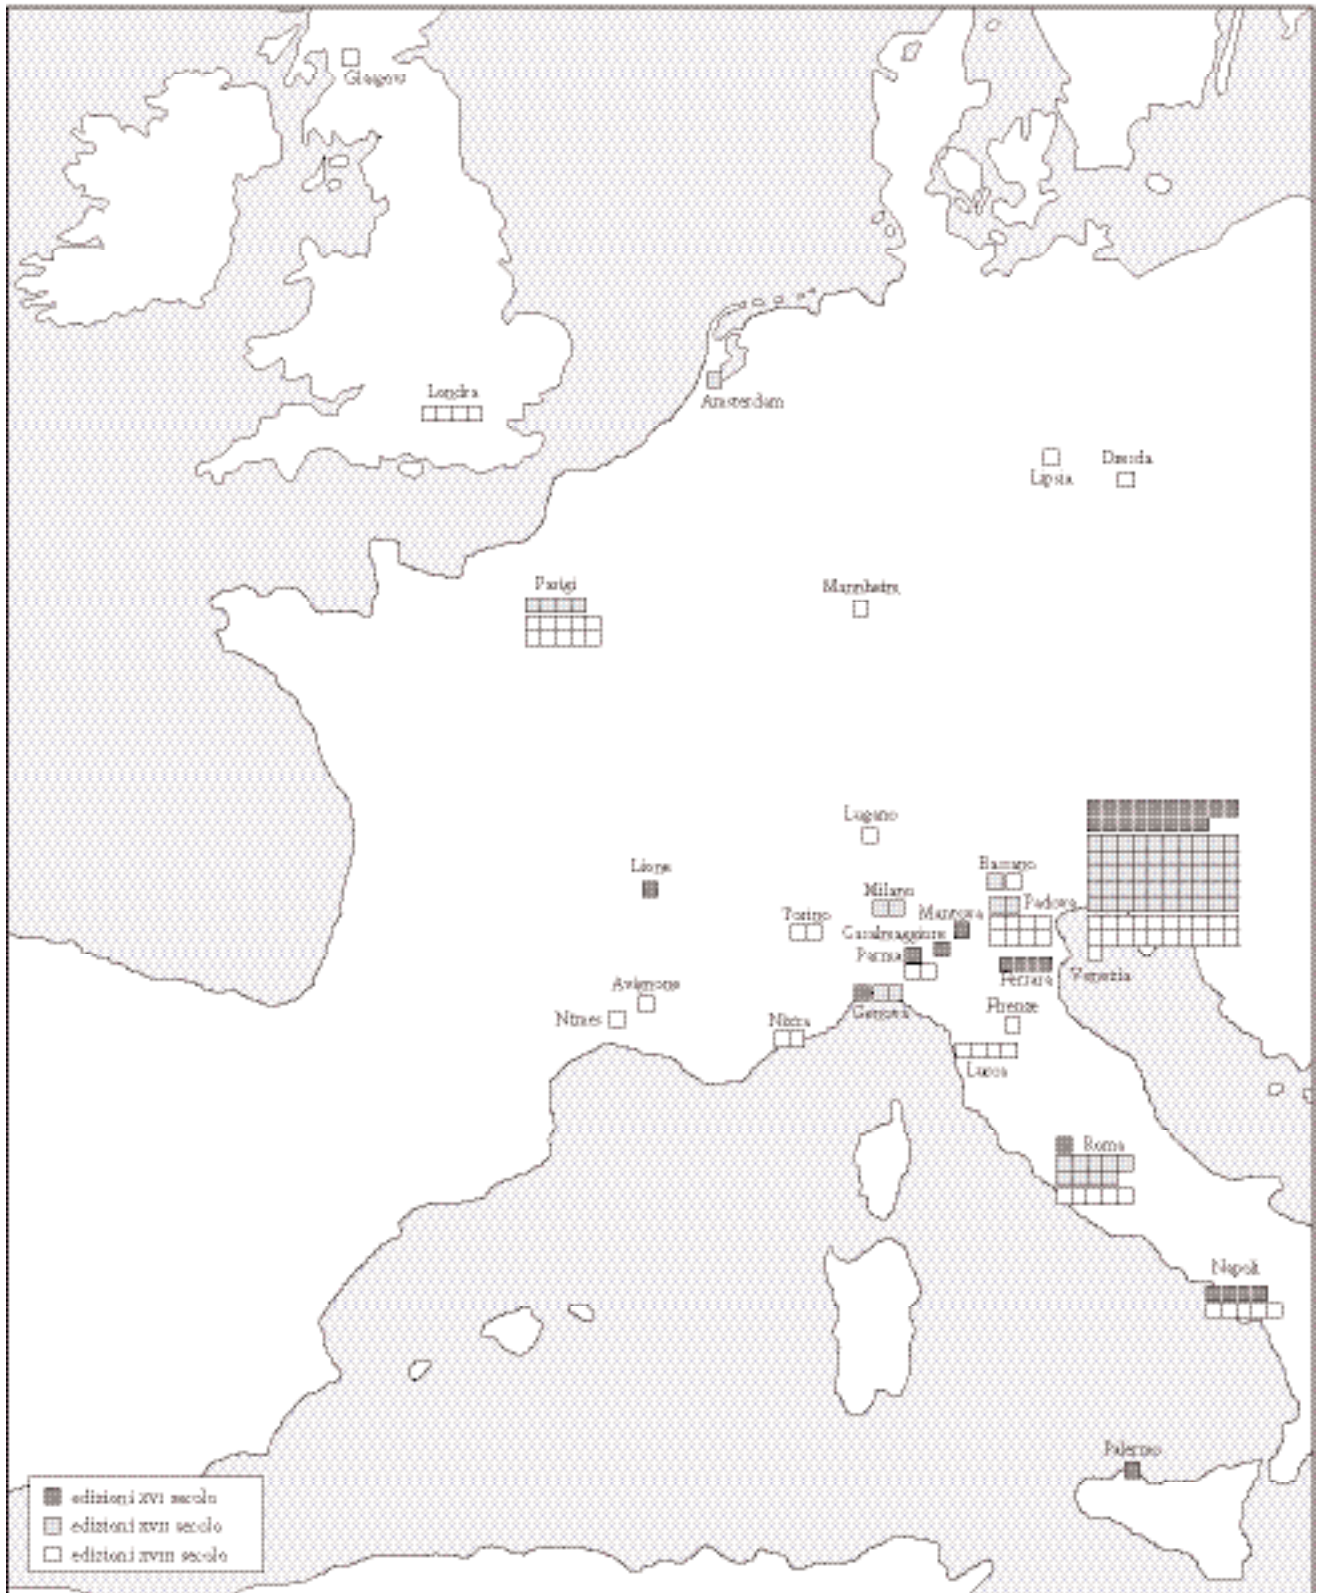 Glasgow
Londra
Amsterdam
Lipsia
Dresda
Parigi
Mannheim
Lugano
Lione
Bassano
Milano
Padova
Mantova
Torino
Casalmaggiore
Parma
Ferrara
Venezia
Avignone
Genova
Firenze
Nimes
Nizza
Lucca
Roma
Napoli
Palermo
edizioni XVI secolo
edizioni XVII secolo
edizioni XVIII secolo